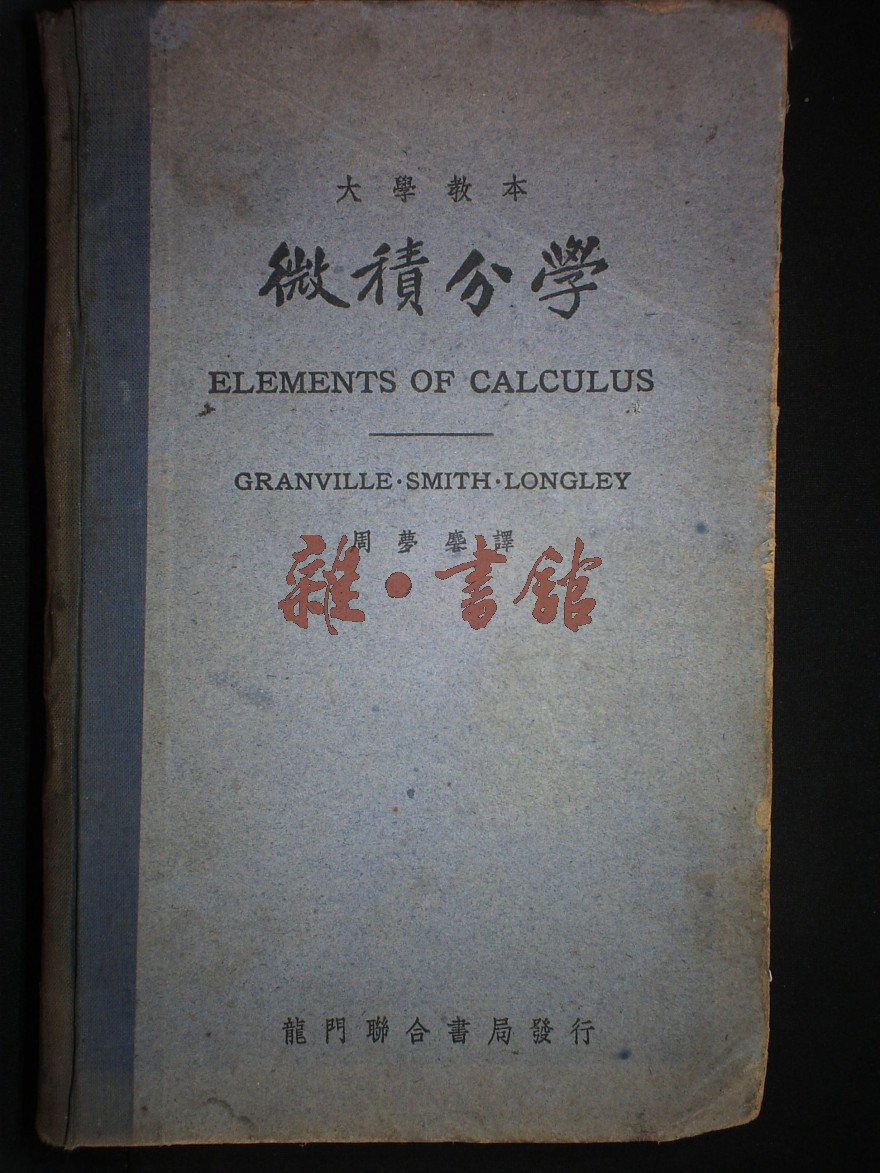 大學教本
微積分学
ELEMENTS OF CALCULUS
GRANVILLE·SMITH·LONGLEY
周夢麐譯
雜·書館
龍門聯合書局發行